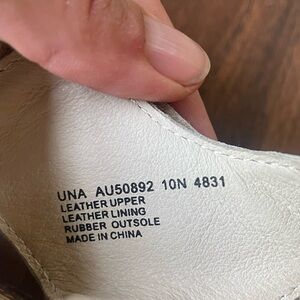 UNA AU50892 10N 4831
LEATHER UPPER
LEATHER LINING
RUBBER OUTSOLE
MADE IN CHINA